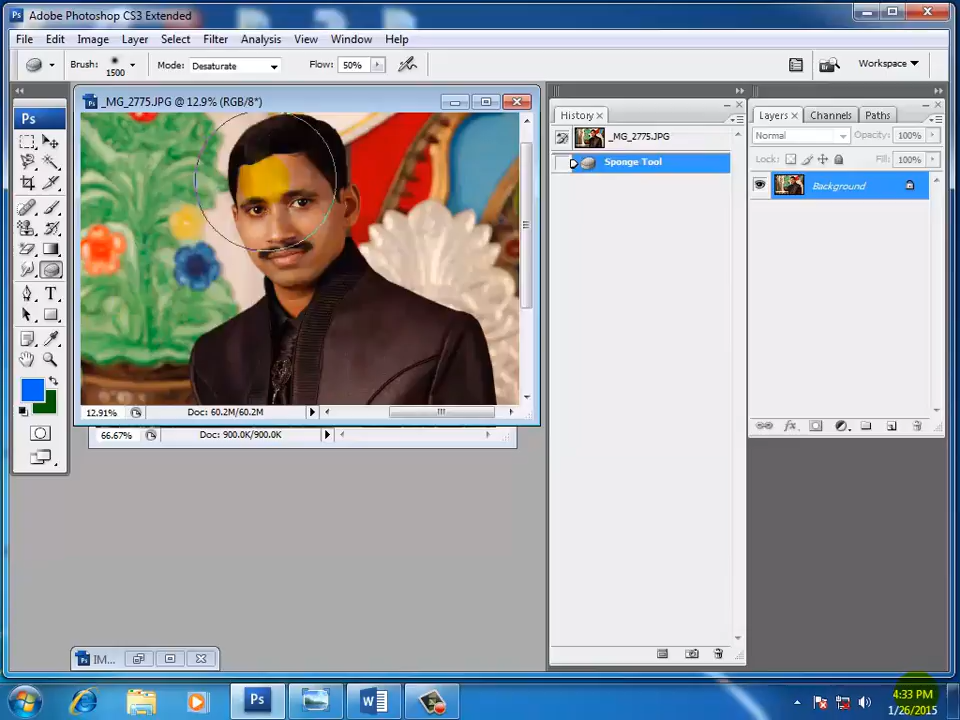 Ps Adobe Photoshop CS3 Extended
File Edit Image Layer Select Filter Analysis View Window Help
Brush: 1500 Mode: Desaturate Flow: 50% Workspace
Ps
_MG_2775.JPG @ 12.9% (RGB/8*)
12.91% Doc: 60.2M/60.2M
66.67% Doc: 900.0K/900.0K
History
_MG_2775.JPG
Sponge Tool
Layers Channels Paths
Normal Opacity: 100%
Lock: Fill: 100%
Background
IM...
Ps
4:33 PM
1/26/2015